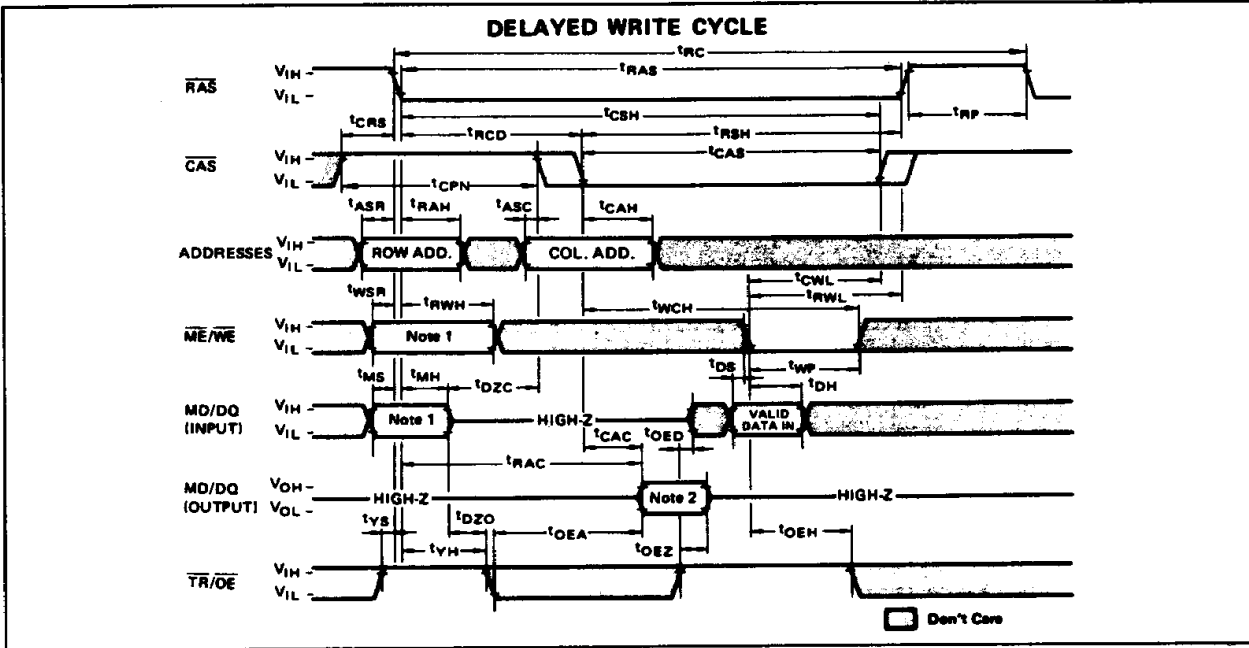 DELAYED WRITE CYCLE
tRC
RAS VIH
VIL
tRAS
tCSH
tRP
tCRS
tRCD
tRSH
CAS VIH
VIL
tCAS
tCPN
tASR tRAH tASC tCAH
ADDRESSES VIH
VIL
ROW ADD. COL. ADD.
tCWL
tWSR tRWH tWCH tRWL
ME/WE VIH
VIL
Note 1
tWP
tDS
tMS tMH tDZC tDH
MD/DQ
(INPUT)
VIH
VIL
Note 1 HIGH-Z VALID
DATA IN
tCAC tOED
tRAC
MD/DQ
(OUTPUT)
VOH
VOL
HIGH-Z Note 2 HIGH-Z
tYS tDZO tOEA tOEH
tYH tOEZ
TR/OE VIH
VIL
Don't Care